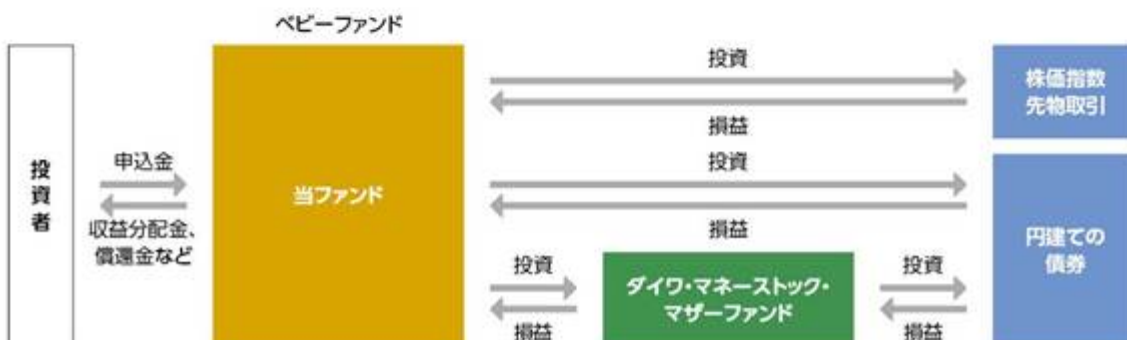 ベビーファンド
投資者
申込金
収益分配金、
償還金など
当ファンド
投資
損益
株価指数
先物取引
投資
損益
円建ての
債券
投資
損益
ダイワ・マネーストック・
マザーファンド
投資
損益